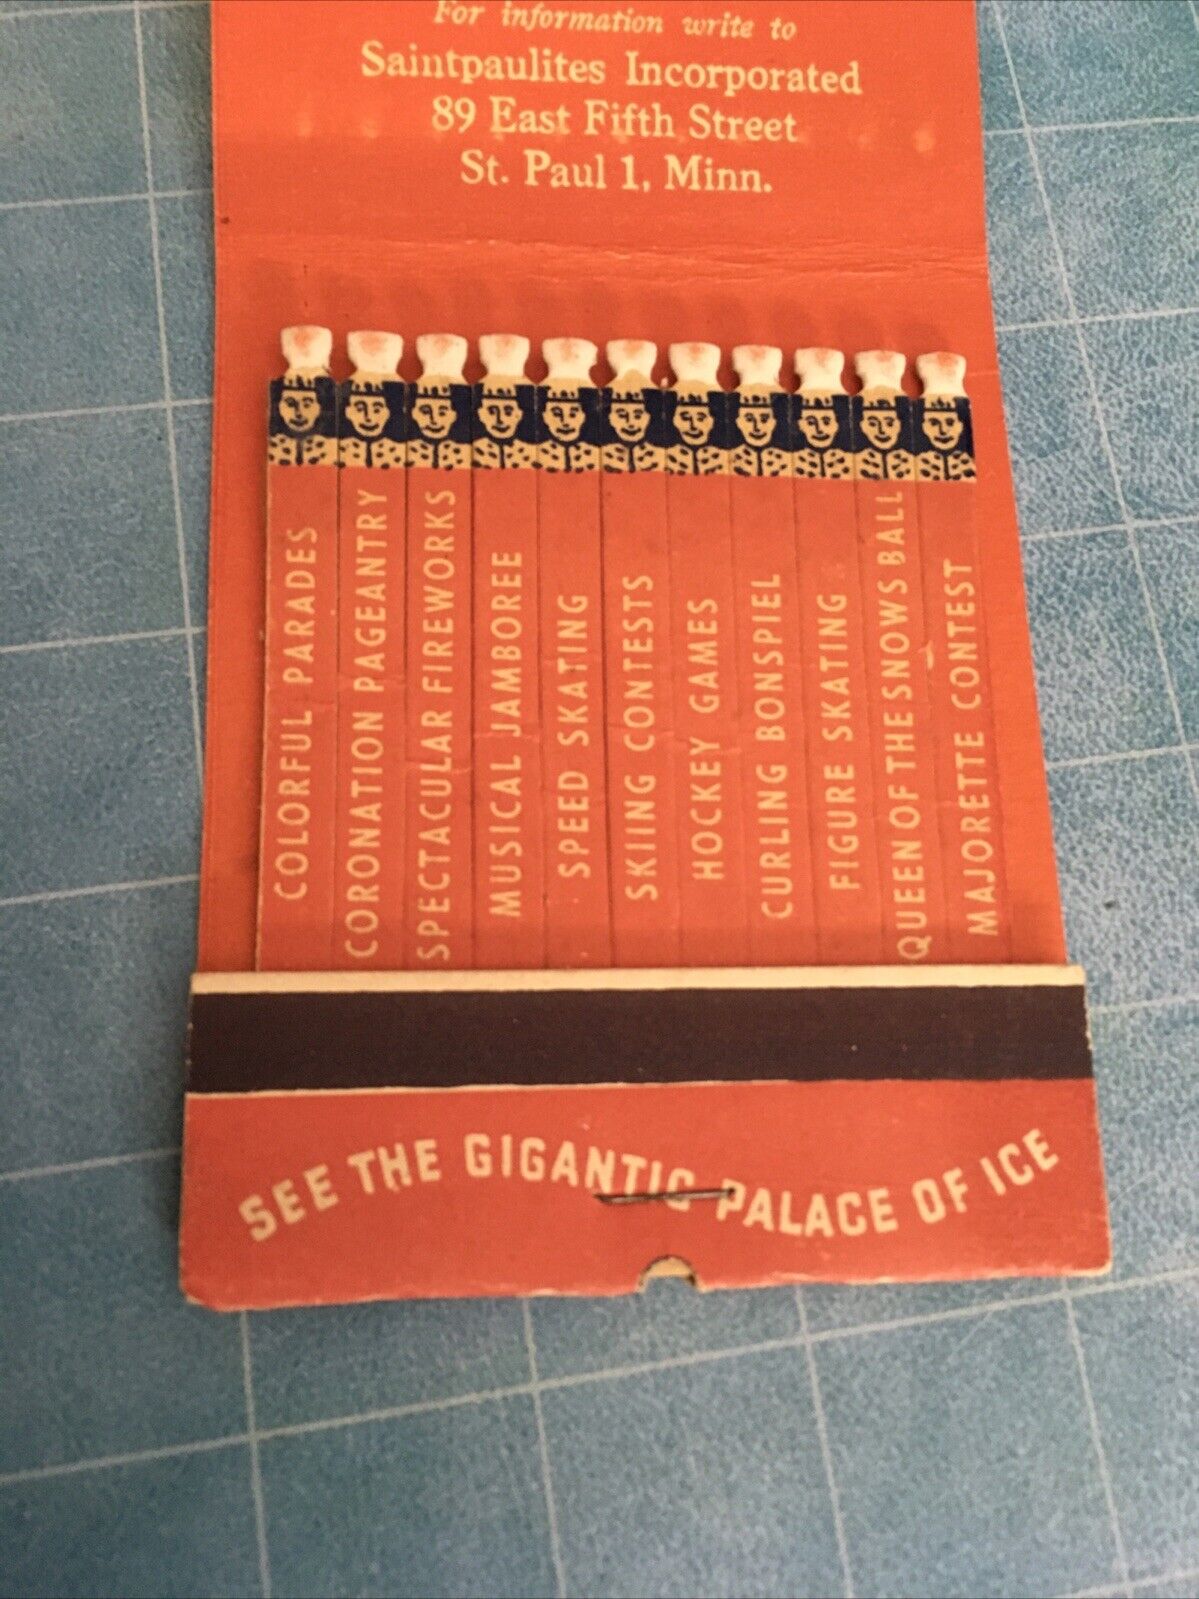 For information write to
Saintpaulites Incorporated
89 East Fifth Street
St. Paul 1, Minn.
COLORFUL PARADES
CORONATION PAGEANTRY
SPECTACULAR FIREWORKS
MUSICAL JAMBOREE
SPEED SKATING
SKIING CONTESTS
HOCKEY GAMES
CURLING BONSPIEL
FIGURE SKATING
QUEEN OF THE SNOWS BALL
MAJORETTE CONTEST
SEE THE GIGANTIC PALACE OF ICE